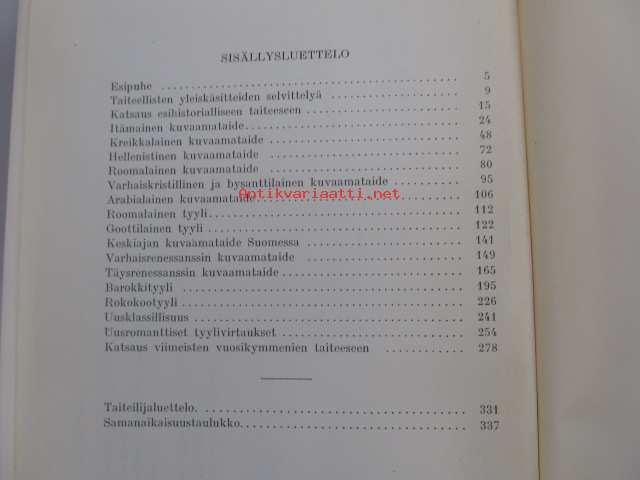 SISÄLLYSLUETTELO
Esipuhe ........ 5
Taiteellisten yleiskäsitteiden selvittelyä ........ 9
Katsaus esihistorialliseen taiteeseen ........ 15
Itämainen kuvaamataide ........ 24
Kreikkalainen kuvaamataide ........ 48
Hellenistinen kuvaamataide ........ 72
Roomalainen kuvaamataide ........ 80
Varhaiskristillinen ja bysanttilainen kuvaamataide ........ 95
Antikvariaatti.net
Arabialainen kuvaamataide ........ 106
Roomalainen tyyli ........ 112
Goottilainen tyyli ........ 122
Keskiajan kuvaamataide Suomessa ........ 141
Varhaisrenessanssin kuvaamataide ........ 149
Täysrenessanssin kuvaamataide ........ 165
Barokkityyli ........ 195
Rokokootyyli ........ 226
Uusklassillisuus ........ 241
Uusromanttiset tyylivirtaukset ........ 254
Katsaus viimeisten vuosikymmenien taiteeseen ........ 278
Taiteilijaluettelo. ........ 331
Samanaikaisuustaulukko. ........ 337